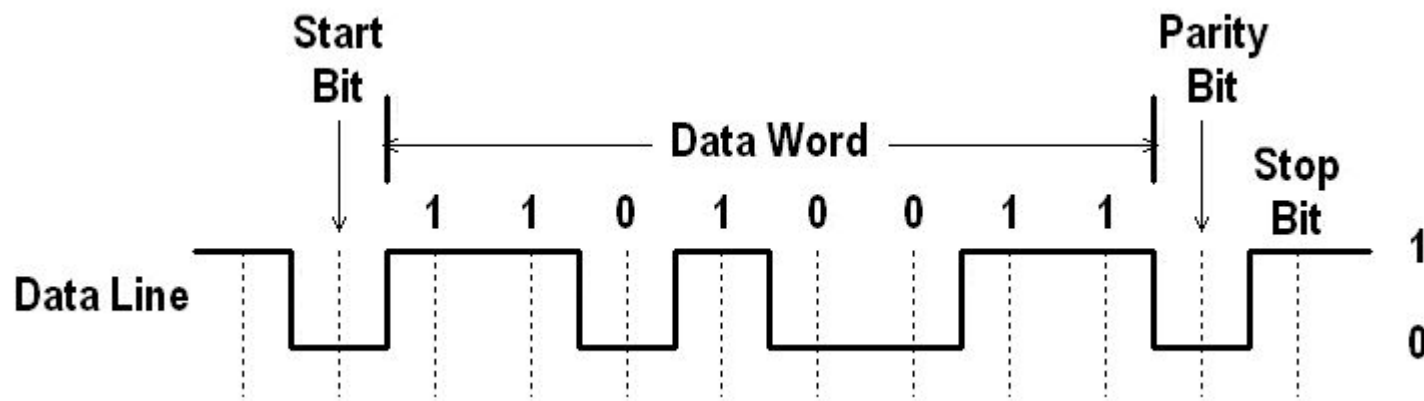 Start
Bit
Parity
Bit
Data Word
Stop
Bit
1 1 0 1 0 0 1 1
Data Line
1
0